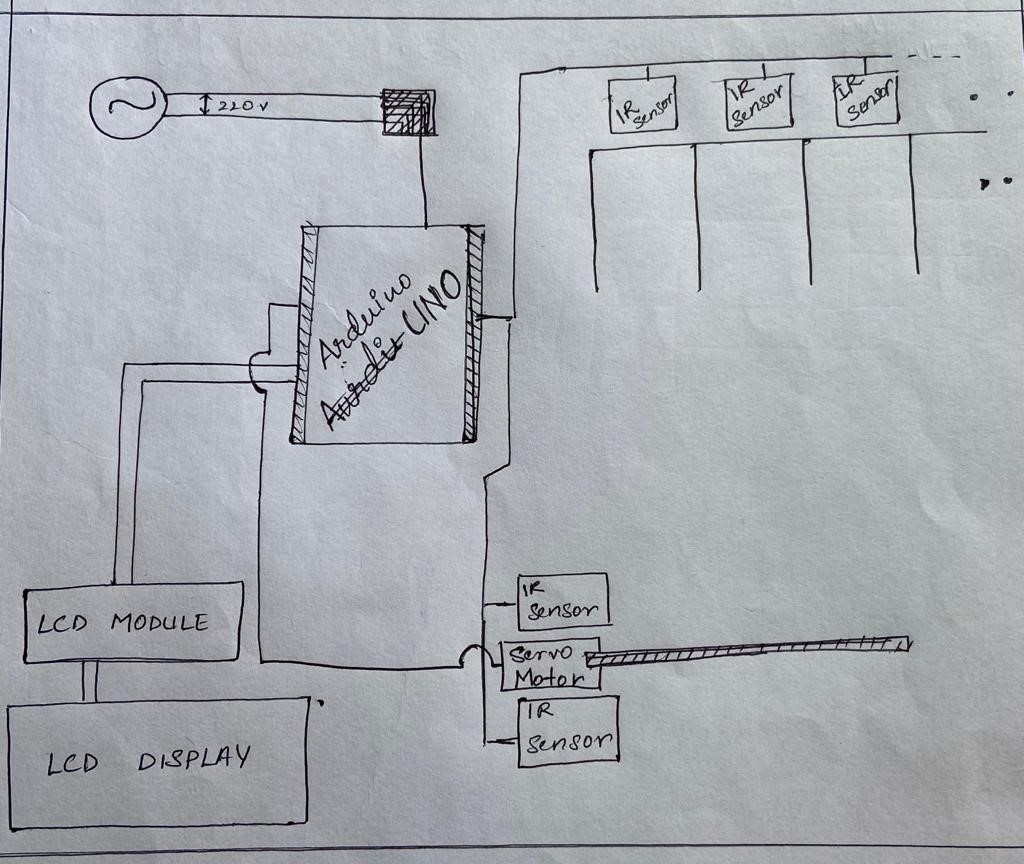 220 V
IR
Sensor
IR
Sensor
IR
Sensor
Arduino
UNO
LCD MODULE
LCD DISPLAY
IR
Sensor
Servo
Motor
IR
Sensor